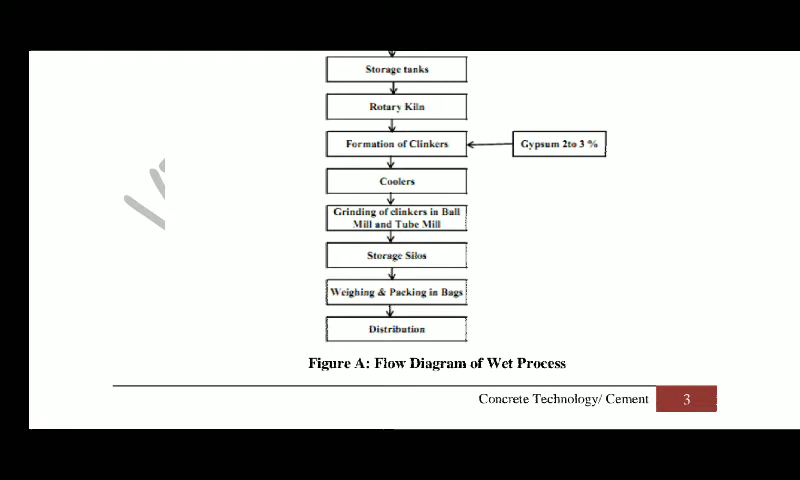 Storage tanks
Rotary Kiln
Formation of Clinkers
Gypsum 2to 3 %
Coolers
Grinding of clinkers in Ball
Mill and Tube Mill
Storage Silos
Weighing & Packing in Bags
Distribution
Figure A: Flow Diagram of Wet Process
Concrete Technology/ Cement 3